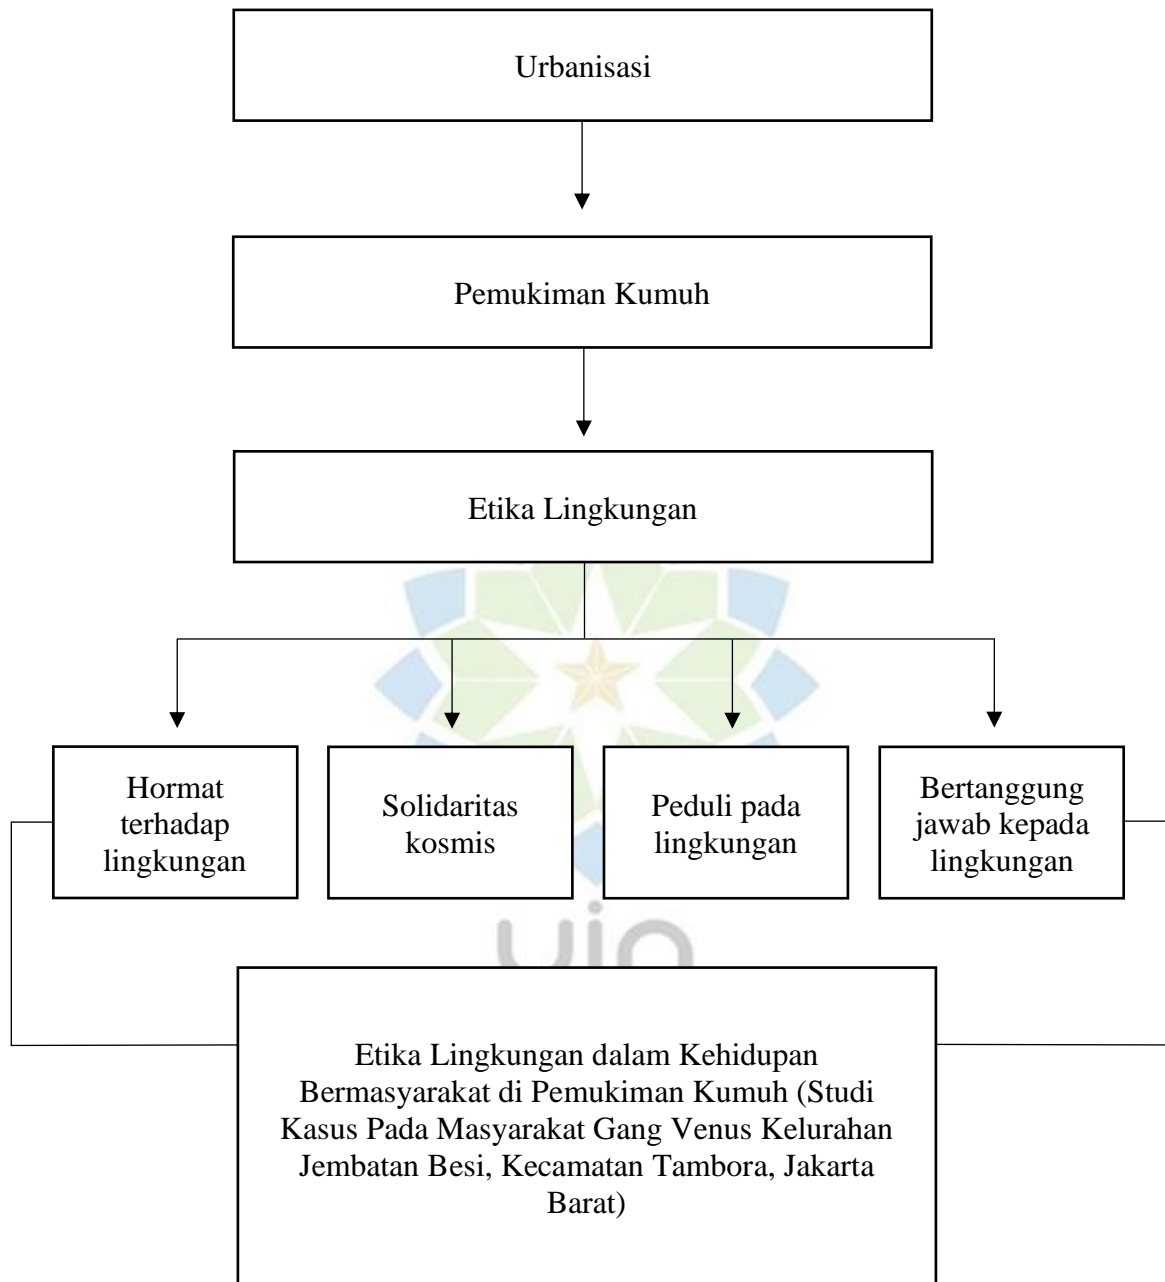 Urbanisasi
Pemukiman Kumuh
Etika Lingkungan
Hormat
terhadap
lingkungan
Solidaritas
kosmis
Peduli pada
lingkungan
Bertanggung
jawab kepada
lingkungan
uin
Etika Lingkungan dalam Kehidupan
Bermasyarakat di Pemukiman Kumuh (Studi
Kasus Pada Masyarakat Gang Venus Kelurahan
Jembatan Besi, Kecamatan Tambora, Jakarta
Barat)